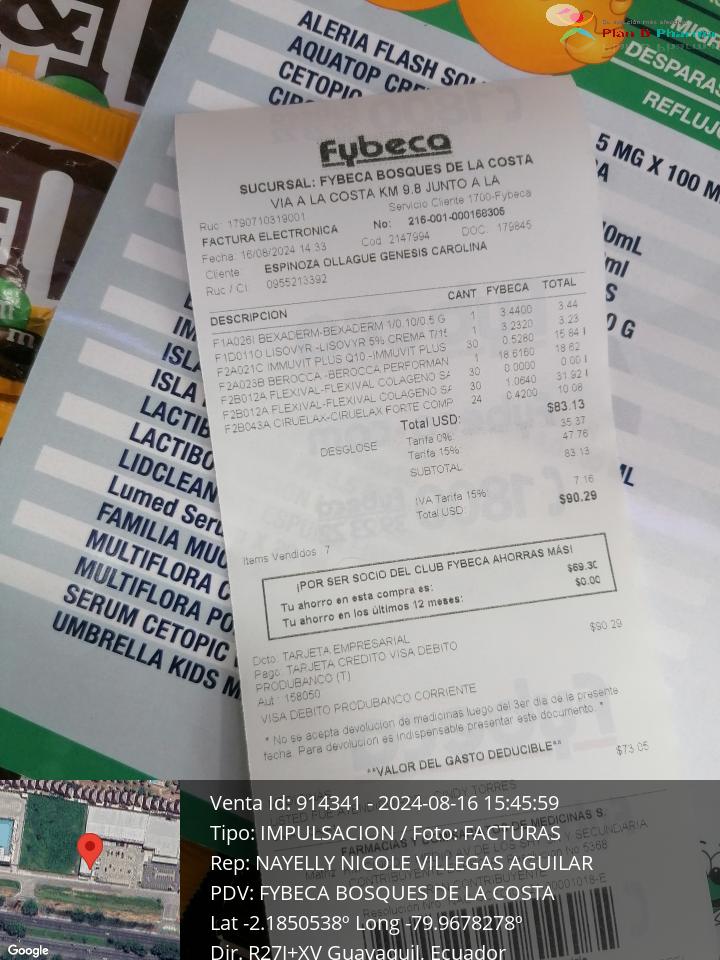 Plan B Pharma
ALERIA FLASH
AQUATOP
CETOPIC
DESPARAS
REFLUJ
5 MG X 100 M
0 G
Fybeca
SUCURSAL: FYBECA BOSQUES DE LA COSTA
VIA A LA COSTA KM 9.8 JUNTO A LA
Servicio Cliente 1700-Fybeca
Ruc: 1790710319001
FACTURA ELECTRONICA No: 216-001-000168306
Fecha: 16/08/2024 14:33 Cod: 2147994 DOC: 179845
Cliente: ESPINOZA OLLAGUE GENESIS CAROLINA
Ruc / CI: 0955213392
DESCRIPCION CANT FYBECA TOTAL
F1A026I BEXADERM-BEXADERM 1/0.10/0.5 G 1 3.4400 3.44
F1D011O LISOVYR -LISOVYR 5% CREMA T/15 1 3.2320 3.23
F2A021C IMMUVIT PLUS Q10 -IMMUVIT PLUS 30 0.5280 15.84 I
F2A023B BEROCCA -BEROCCA PERFORMAN 1 18.6160 18.62
F2B012A FLEXIVAL-FLEXIVAL COLAGENO SA 30 0.0000 0.00 I
F2B012A FLEXIVAL-FLEXIVAL COLAGENO SA 30 1.0640 31.92 I
F2B043A CIRUELAX-CIRUELAX FORTE COMP 24 0.4200 10.08
Total USD: $83.13
DESGLOSE Tarifa 0%: 35.37
Tarifa 15%: 47.76
SUBTOTAL 83.13
IVA Tarifa 15% 7.16
Total USD: $90.29
Items Vendidos 7
¡POR SER SOCIO DEL CLUB FYBECA AHORRAS MÁS!
Tu ahorro en esta compra es: $69.30
Tu ahorro en los últimos 12 meses: $0.00
Dcto: TARJETA EMPRESARIAL
Pago: TARJETA CREDITO VISA DEBITO $90.29
PRODUBANCO (T)
Aut : 158050
VISA DEBITO PRODUBANCO CORRIENTE
* No se acepta devolucion de medicinas luego del 3er dia de la presente
fecha. Para devolucion es indispensable presentar este documento. *
**VALOR DEL GASTO DEDUCIBLE** $73.05
LACTIB
LACTIBO
LIDCLEAN
Lumed Seru
FAMILIA MUC
MULTIFLORA C
MULTIFLORA PO
SERUM CETOPIC
UMBRELLA KIDS M
Venta Id: 914341 - 2024-08-16 15:45:59
Tipo: IMPULSACION / Foto: FACTURAS
Rep: NAYELLY NICOLE VILLEGAS AGUILAR
PDV: FYBECA BOSQUES DE LA COSTA
Lat -2.1850538º Long -79.9678278º
Dir. R27J+XV Guayaquil, Ecuador
Google